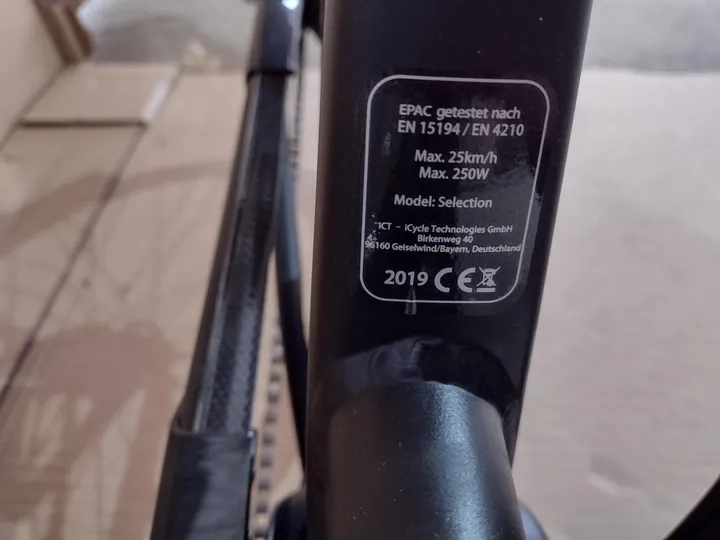 EPAC getestet nach
EN 15194 / EN 4210
Max. 25km/h
Max. 250W
Model: Selection
ICT - ICycle Technologies GmbH
Birkenweg 40
96160 Geiselwind/Bayern, Deutschland
2019 CE